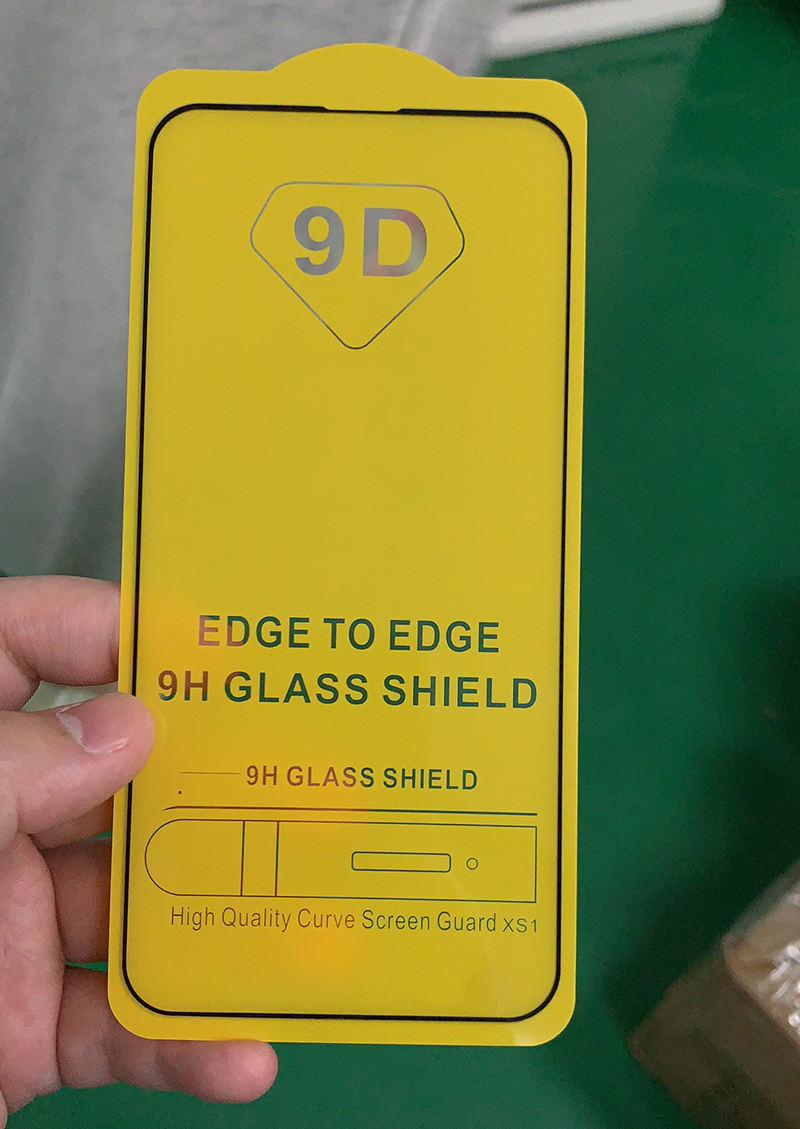 9D
EDGE TO EDGE
9H GLASS SHIELD
9H GLASS SHIELD
High Quality Curve Screen Guard XS1